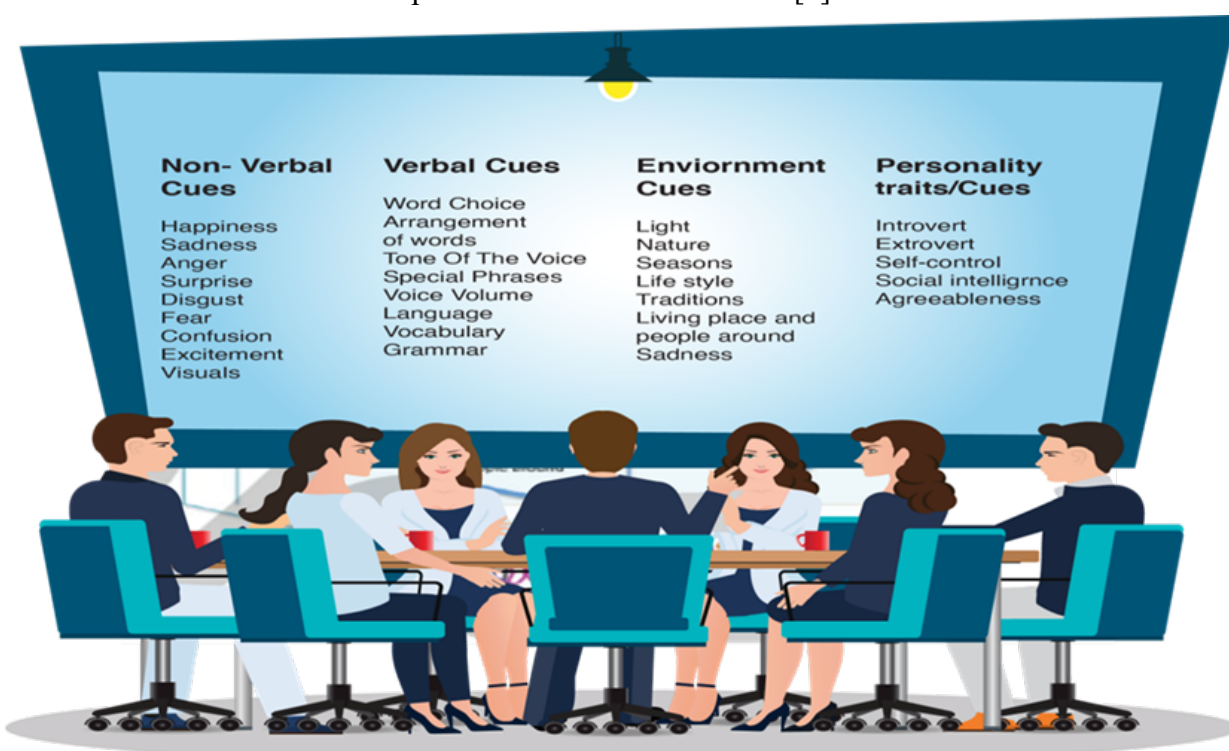 Non- Verbal
Cues
Happiness
Sadness
Anger
Surprise
Disgust
Fear
Confusion
Excitement
Visuals
Verbal Cues
Word Choice
Arrangement
of words
Tone Of The Voice
Special Phrases
Voice Volume
Language
Vocabulary
Grammar
Enviornment
Cues
Light
Nature
Seasons
Life style
Traditions
Living place and
people around
Sadness
Personality
traits/Cues
Introvert
Extrovert
Self-control
Social intelligrnce
Agreeableness
around